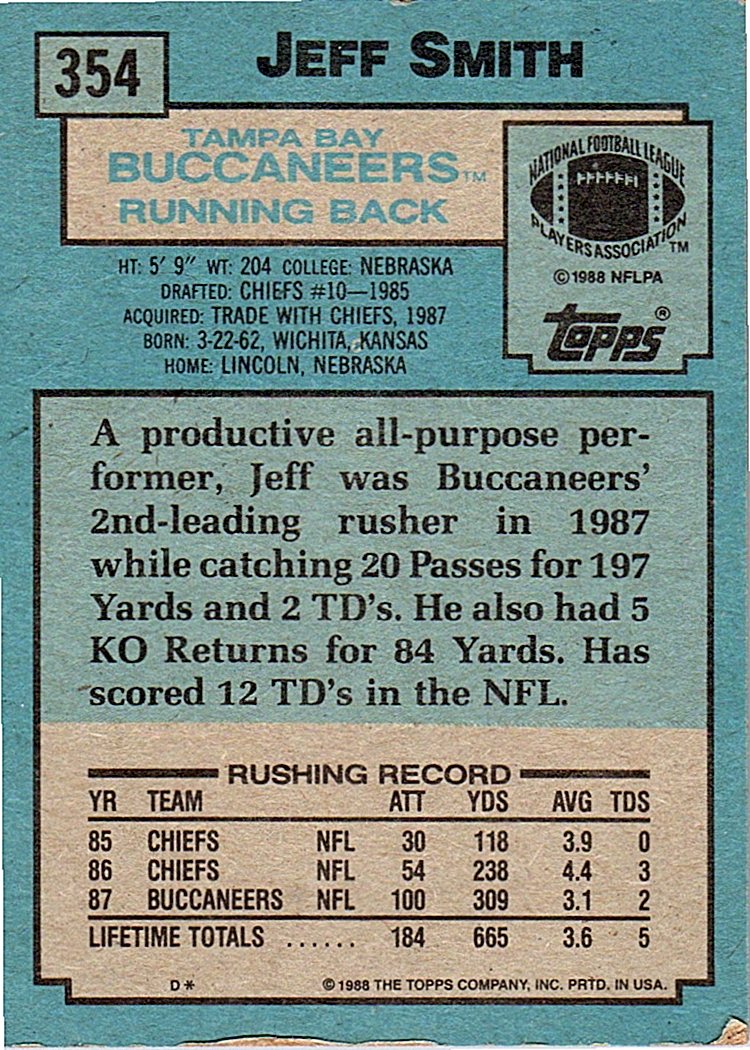 354
JEFF SMITH
TAMPA BAY
BUCCANEERS™
RUNNING BACK
NATIONAL FOOTBALL LEAGUE
PLAYERS ASSOCIATION™
©1988 NFLPA
topps®
HT: 5' 9" WT: 204 COLLEGE: NEBRASKA
DRAFTED: CHIEFS #10—1985
ACQUIRED: TRADE WITH CHIEFS, 1987
BORN: 3-22-62, WICHITA, KANSAS
HOME: LINCOLN, NEBRASKA
A productive all-purpose per-
former, Jeff was Buccaneers'
2nd-leading rusher in 1987
while catching 20 Passes for 197
Yards and 2 TD's. He also had 5
KO Returns for 84 Yards. Has
scored 12 TD's in the NFL.
RUSHING RECORD
YR TEAM ATT YDS AVG TDS
85 CHIEFS NFL 30 118 3.9 0
86 CHIEFS NFL 54 238 4.4 3
87 BUCCANEERS NFL 100 309 3.1 2
LIFETIME TOTALS ...... 184 665 3.6 5
D* ©1988 THE TOPPS COMPANY, INC. PRTD. IN USA.